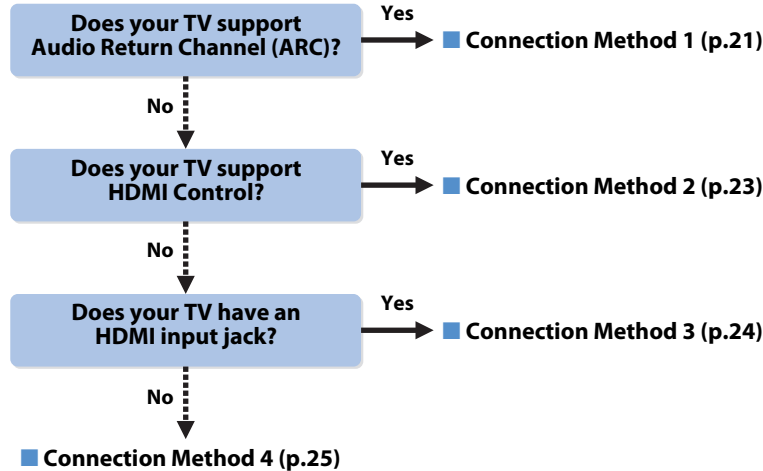 Does your TV support
Audio Return Channel (ARC)?
Yes
Connection Method 1 (p.21)
No
Does your TV support
HDMI Control?
Yes
Connection Method 2 (p.23)
No
Does your TV have an
HDMI input jack?
Yes
Connection Method 3 (p.24)
No
Connection Method 4 (p.25)